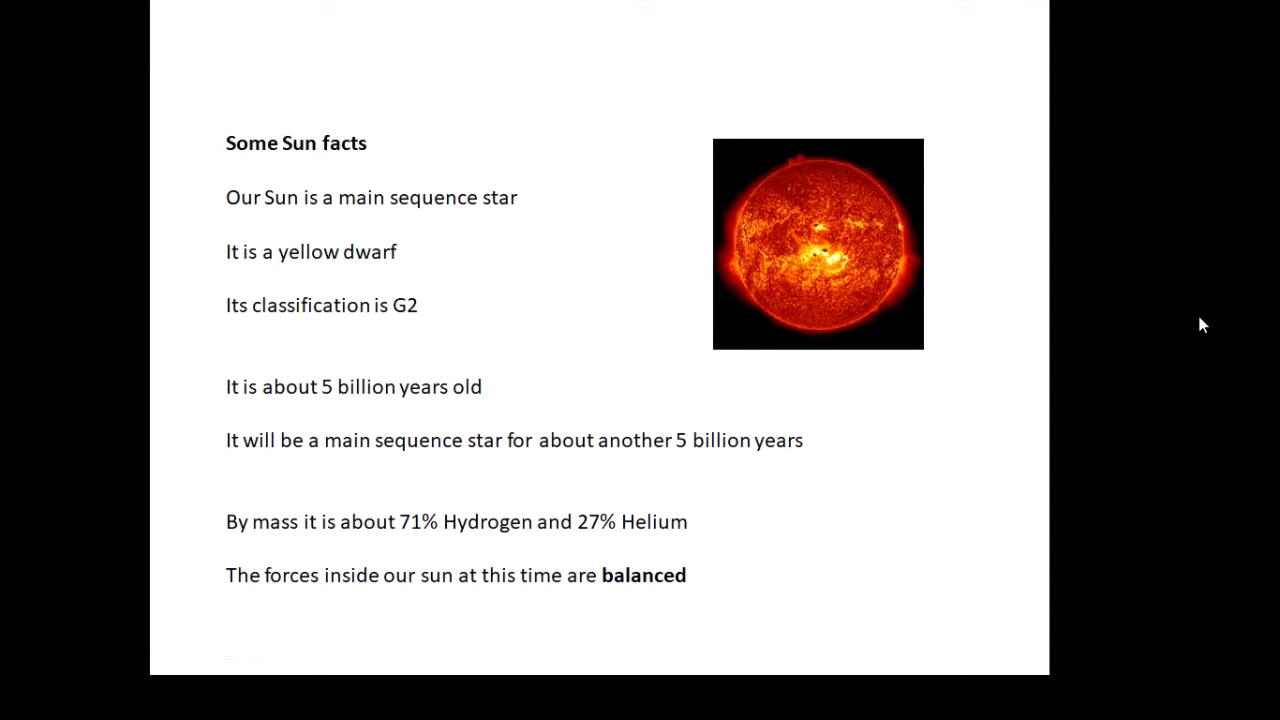 Some Sun facts
Our Sun is a main sequence star
It is a yellow dwarf
Its classification is G2
It is about 5 billion years old
It will be a main sequence star for about another 5 billion years
By mass it is about 71% Hydrogen and 27% Helium
The forces inside our sun at this time are balanced